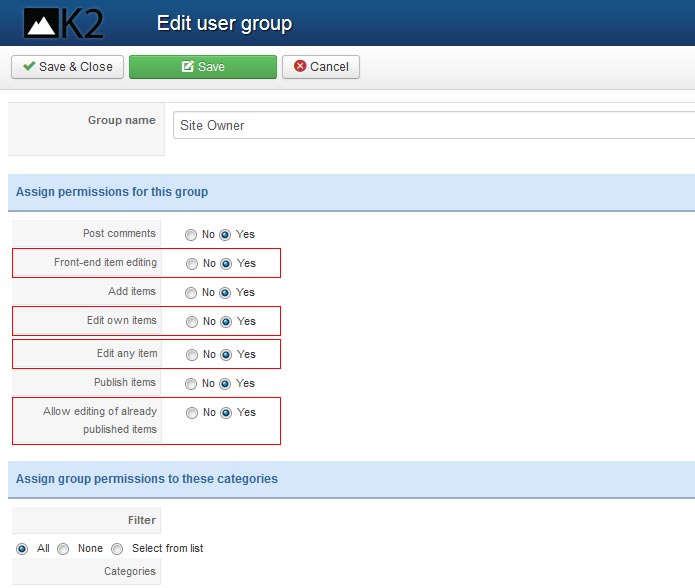 K2 Edit user group
Save & Close Save Cancel
Group name Site Owner
Assign permissions for this group
Post comments No Yes
Front-end item editing No Yes
Add items No Yes
Edit own items No Yes
Edit any item No Yes
Publish items No Yes
Allow editing of already No Yes
published items
Assign group permissions to these categories
Filter
All None Select from list
Categories